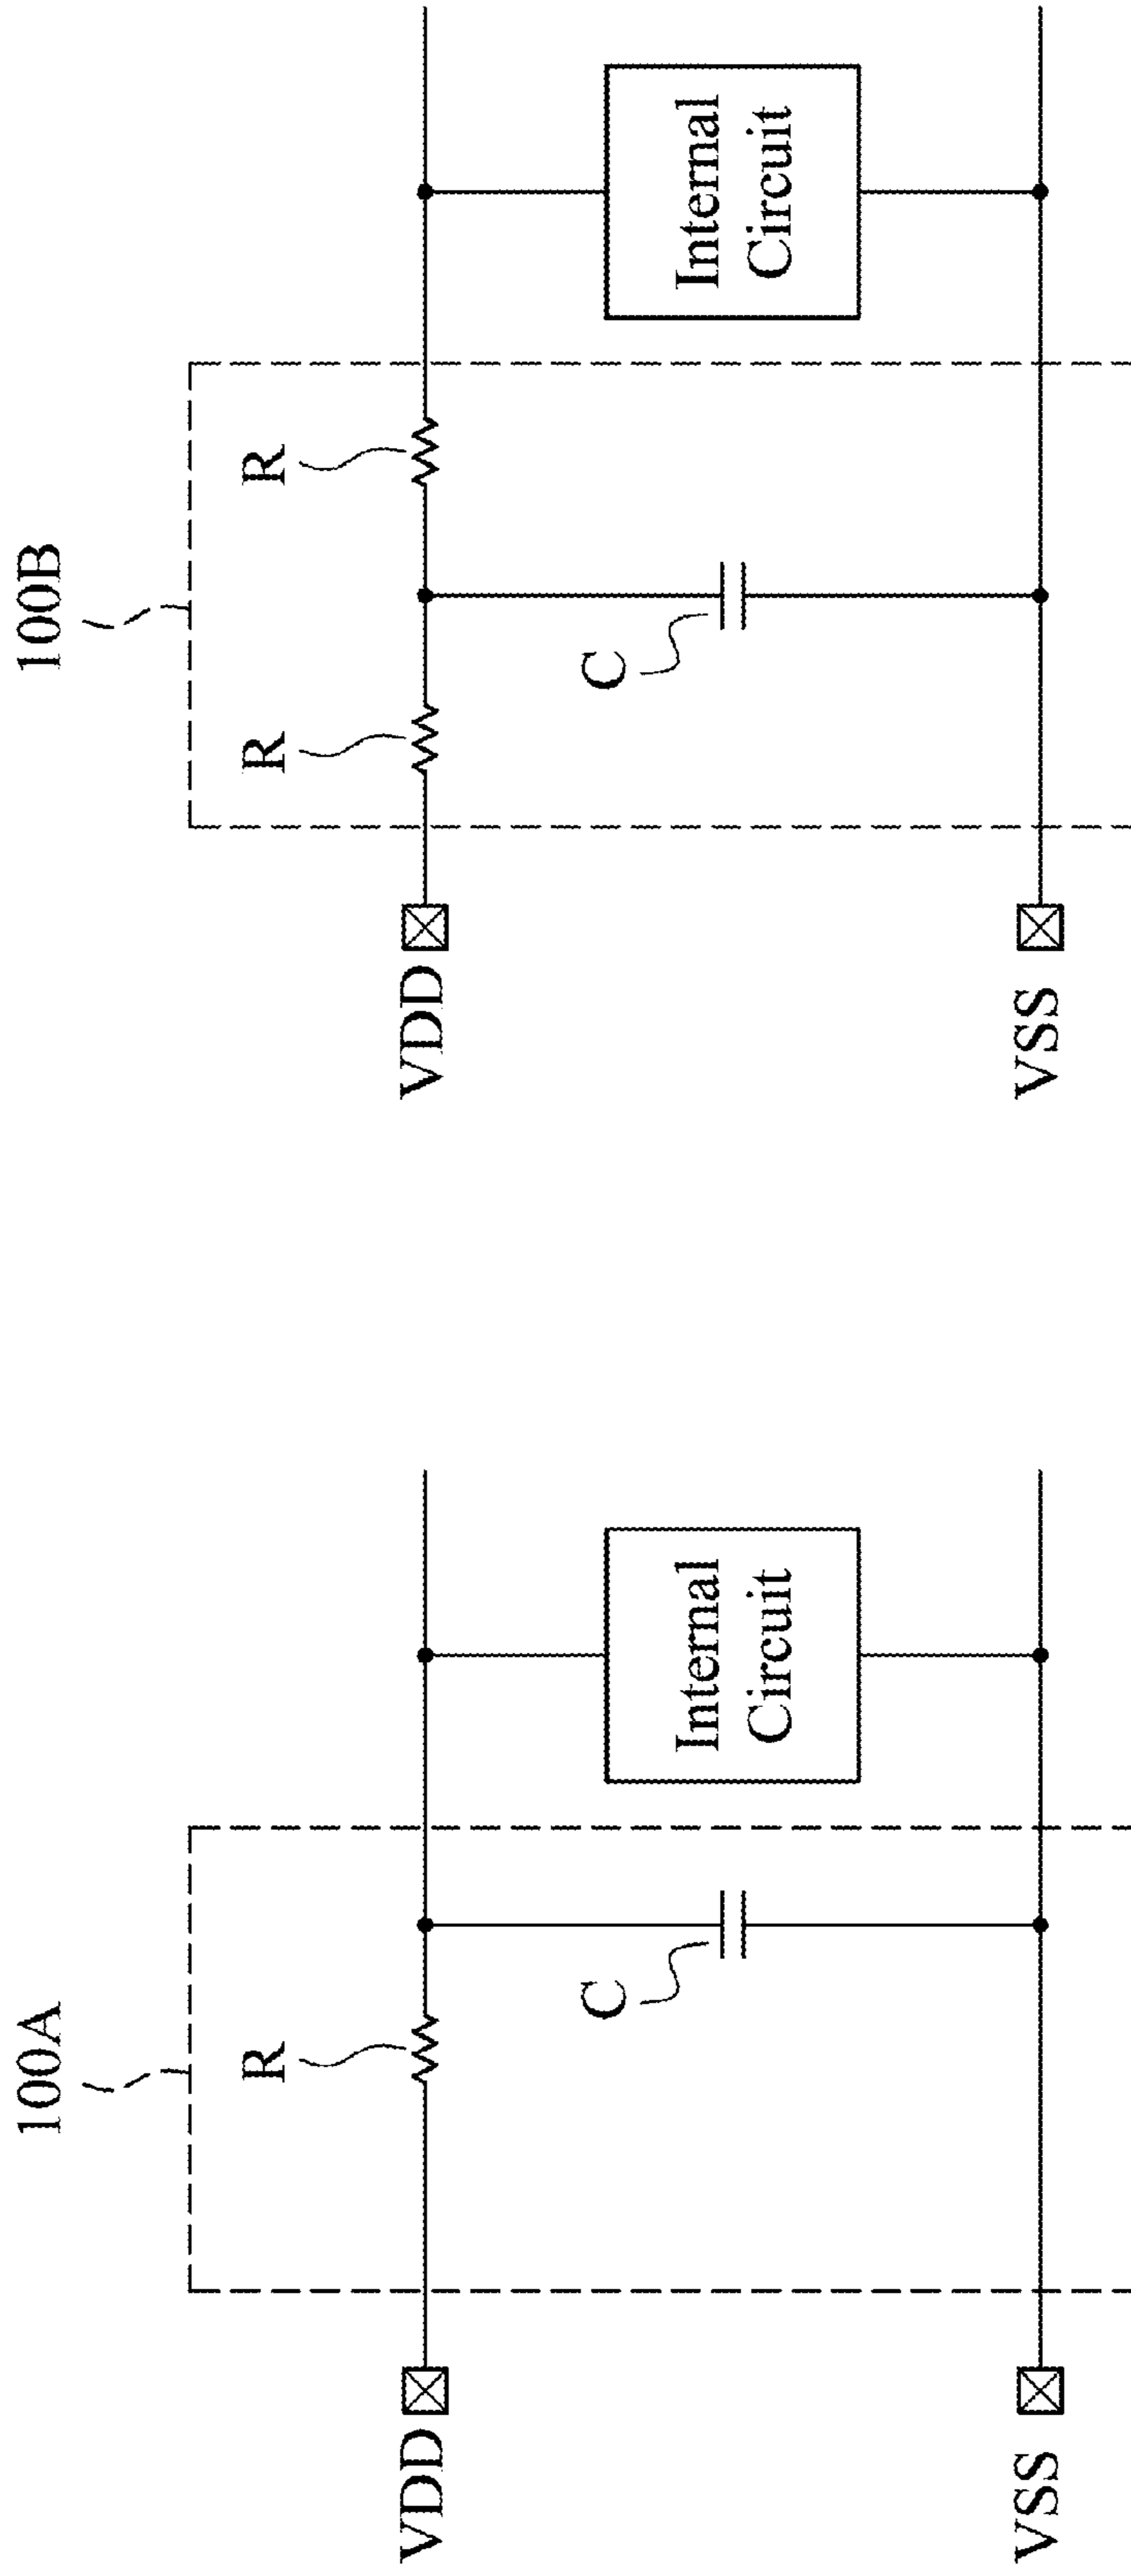 100A
R
C
VDD
VSS
Internal
Circuit
100B
R
R
C
VDD
VSS
Internal
Circuit